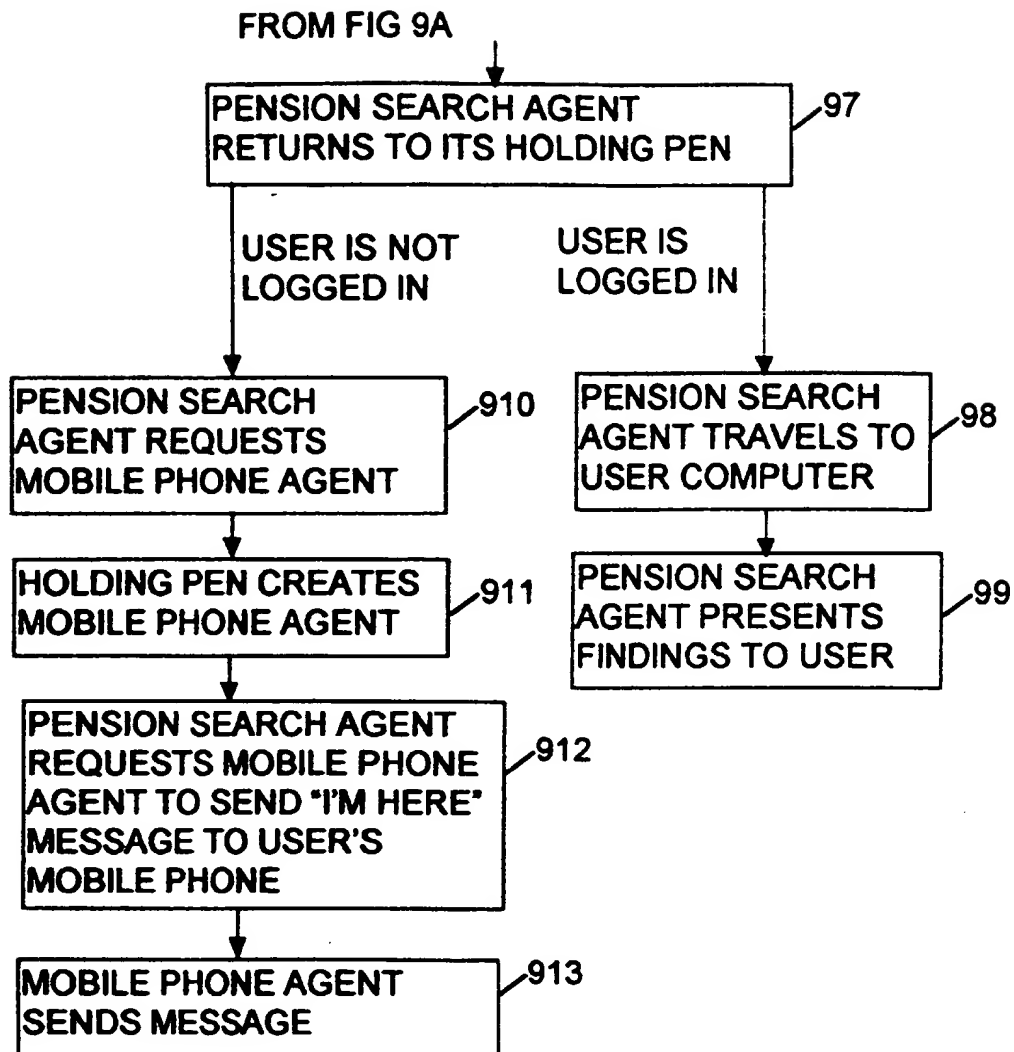 FROM FIG 9A
PENSION SEARCH AGENT
RETURNS TO ITS HOLDING PEN
97
USER IS NOT
LOGGED IN
USER IS
LOGGED IN
PENSION SEARCH
AGENT REQUESTS
MOBILE PHONE AGENT
910
PENSION SEARCH
AGENT TRAVELS TO
USER COMPUTER
98
HOLDING PEN CREATES
MOBILE PHONE AGENT
911
PENSION SEARCH
AGENT PRESENTS
FINDINGS TO USER
99
PENSION SEARCH AGENT
REQUESTS MOBILE PHONE
AGENT TO SEND "I'M HERE"
MESSAGE TO USER'S
MOBILE PHONE
912
MOBILE PHONE AGENT
SENDS MESSAGE
913